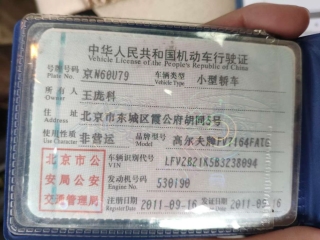 中华人民共和国机动车行驶证
Vehicle License of the People's Republic of China
号牌号码 京N60U79 车辆类型 小型轿车
Plate No. Vehicle Type
所有人 王庞科
Owner
住址 北京市东城区霞公府胡同5号
Address
使用性质 非营运 品牌型号 高尔夫牌FV7164FATG
Use Character Model
北京市公 车辆识别代号 LFV2B21K5B3238094
VIN
安局公安 发动机号码 S30190
Engine No.
交通管理局 注册日期 2011-09-16 发证日期 2011-09-16
Register Date Issue Date